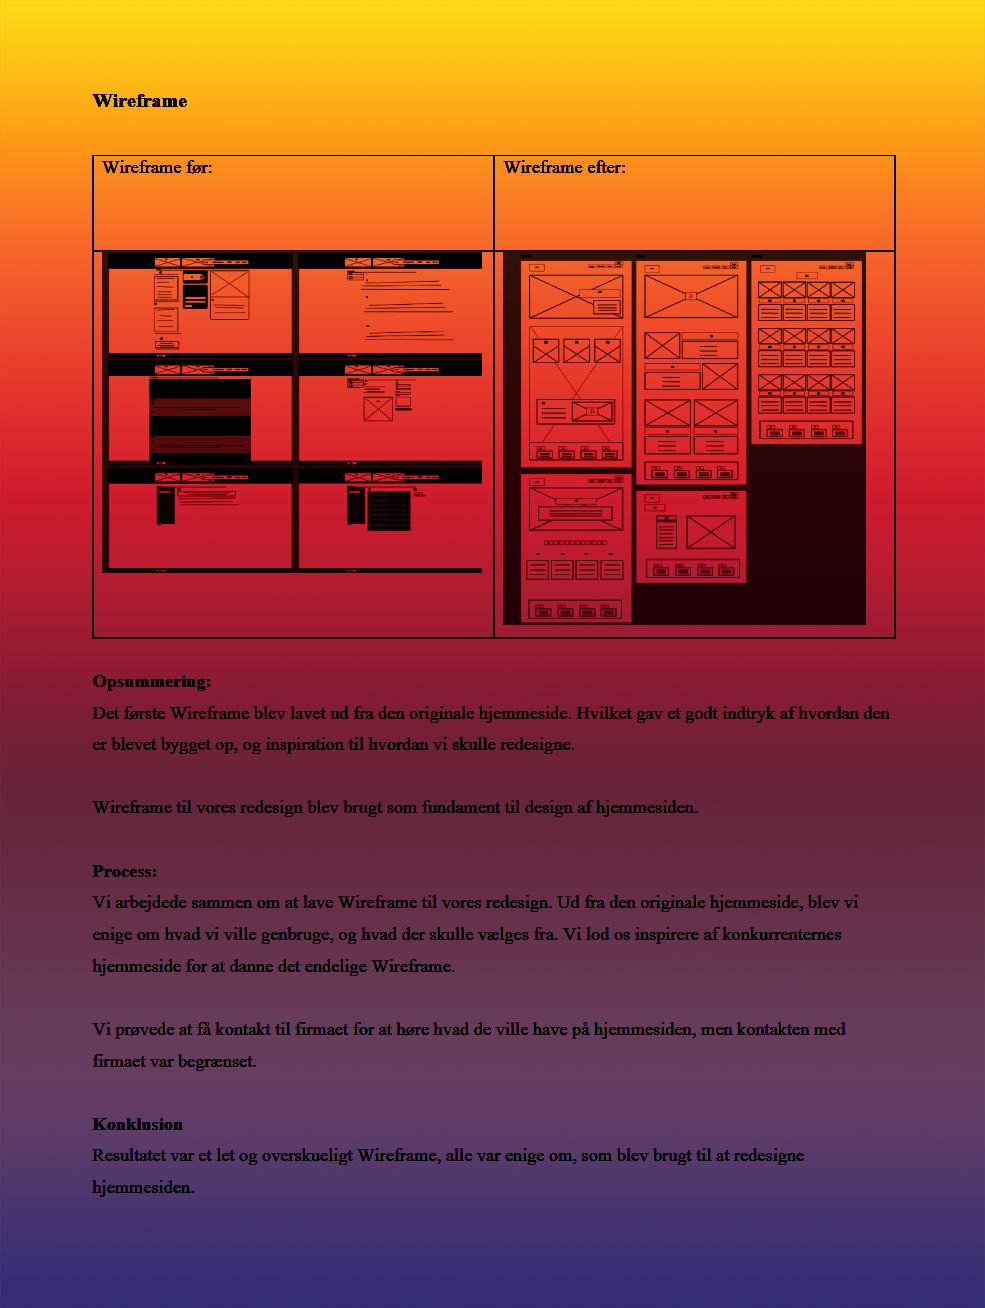 Wireframe
Wireframe før:
Wireframe efter:
Opsummering:
Det første Wireframe blev lavet ud fra den originale hjemmeside. Hvilket gav et godt indtryk af hvordan den
er blevet bygget op, og inspiration til hvordan vi skulle redesigne.
Wireframe til vores redesign blev brugt som fundament til design af hjemmesiden.
Process:
Vi arbejdede sammen om at lave Wireframe til vores redesign. Ud fra den originale hjemmeside, blev vi
enige om hvad vi ville genbruge, og hvad der skulle vælges fra. Vi lod os inspirere af konkurrenternes
hjemmeside for at danne det endelige Wireframe.
Vi prøvede at få kontakt til firmaet for at høre hvad de ville have på hjemmesiden, men kontakten med
firmaet var begrænset.
Konklusion
Resultatet var et let og overskueligt Wireframe, alle var enige om, som blev brugt til at redesigne
hjemmesiden.